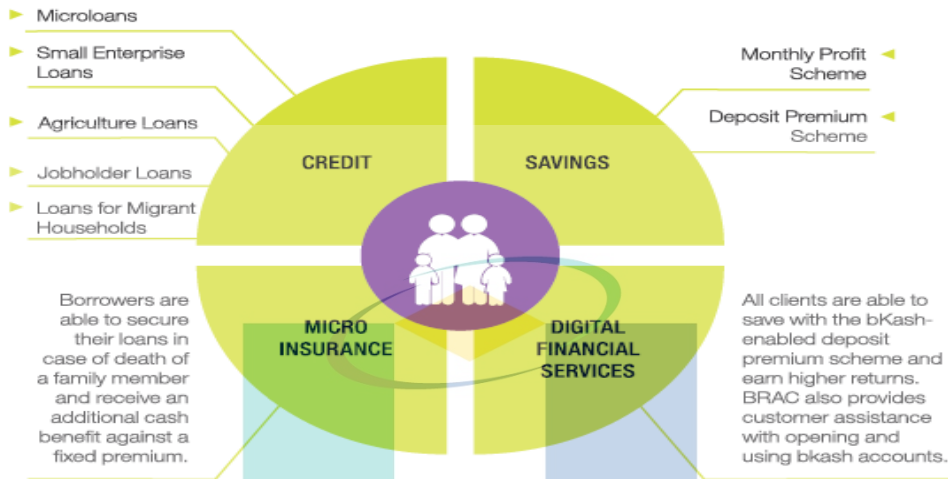 Microloans
Small Enterprise
Loans
Agriculture Loans
Jobholder Loans
Loans for Migrant
Households
CREDIT
SAVINGS
Monthly Profit
Scheme
Deposit Premium
Scheme
Borrowers are
able to secure
their loans in
case of death of
a family member
and receive an
additional cash
benefit against a
fixed premium.
MICRO
INSURANCE
DIGITAL
FINANCIAL
SERVICES
All clients are able to
save with the bKash-
enabled deposit
premium scheme and
earn higher returns.
BRAC also provides
customer assistance
with opening and
using bkash accounts.